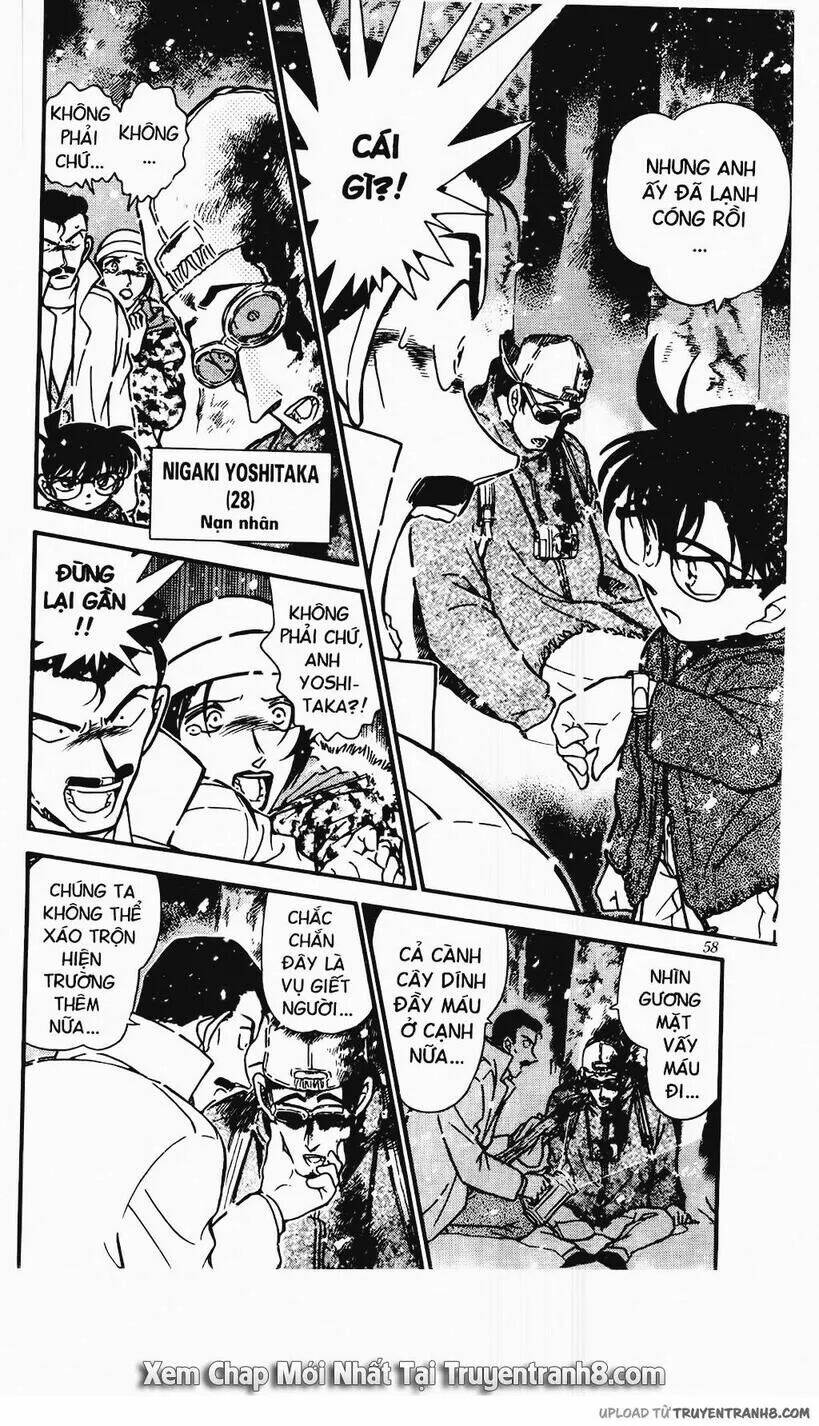 NHƯNG ANH
ẤY ĐÃ LẠNH
CÓNG RỒI
...
CÁI
GÌ?!
KHÔNG
...
KHÔNG
PHẢI
CHỨ...
NIGAKI YOSHITAKA
(28)
Nạn nhân
KHÔNG
PHẢI CHỨ,
ANH
YOSHI-
TAKA?!
ĐỪNG
LẠI GẦN
!!
58
NHÌN
GƯƠNG
MẶT
VẤY
MÁU
ĐI...
CẢ CÀNH
CÂY DÍNH
ĐẦY MÁU
Ở CẠNH
NỮA...
CHẮC
CHẮN
ĐÂY LÀ
VỤ GIẾT
NGƯỜI...
CHÚNG TA
KHÔNG THỂ
XÁO TRỘN
HIỆN
TRƯỜNG
THÊM
NỮA...
Xem Chap Mới Nhất Tại Truyentranh8.com
UPLOAD TỪ TRUYENTRANH8.COM